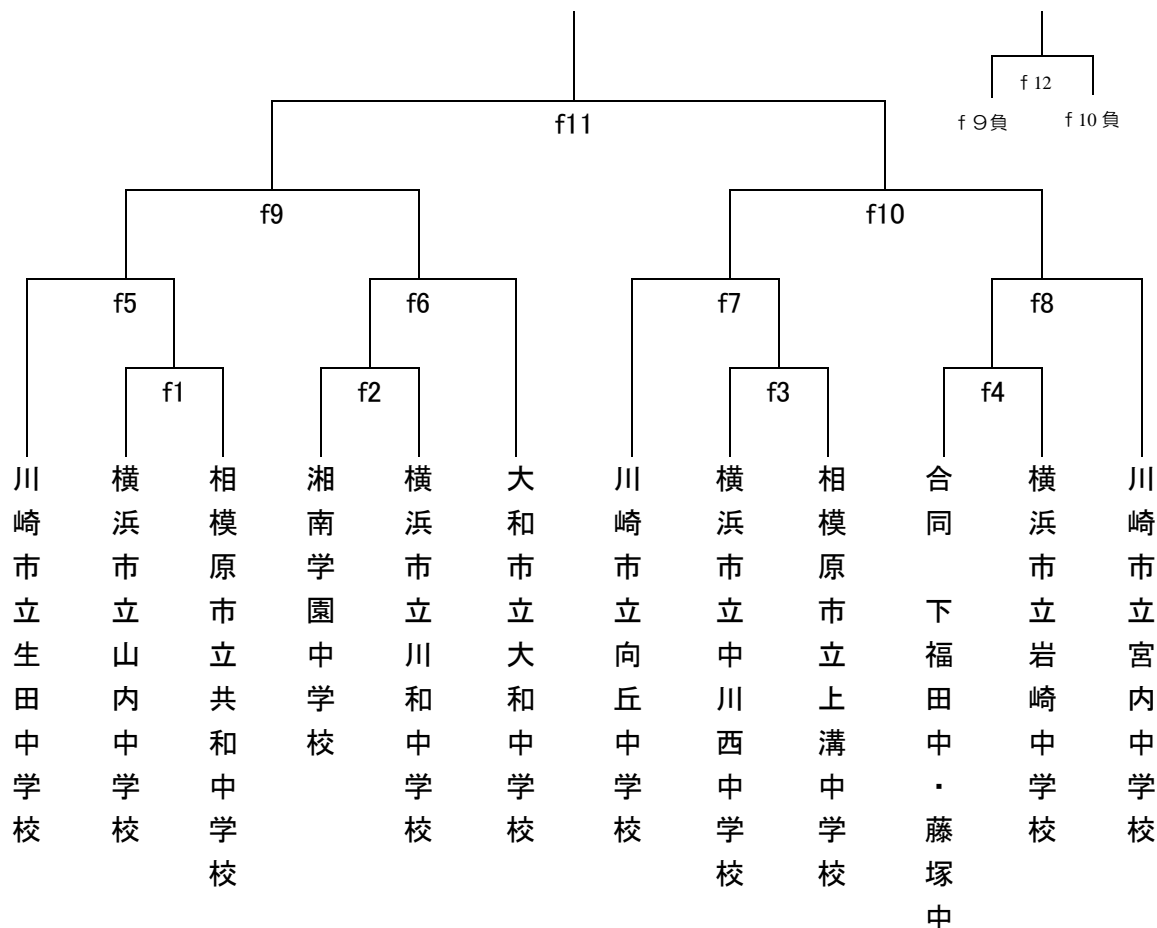 f12
f9負
f10負
f11
f9
f10
f5
f6
f7
f8
f1
f2
f3
f4
川崎市立生田中学校
横浜市立山内中学校
相模原市立共和中学校
湘南学園中学校
横浜市立川和中学校
大和市立大和中学校
川崎市立向丘中学校
横浜市立中川西中学校
相模原市立上溝中学校
合同 下福田中・藤塚中
横浜市立岩崎中学校
川崎市立宮内中学校